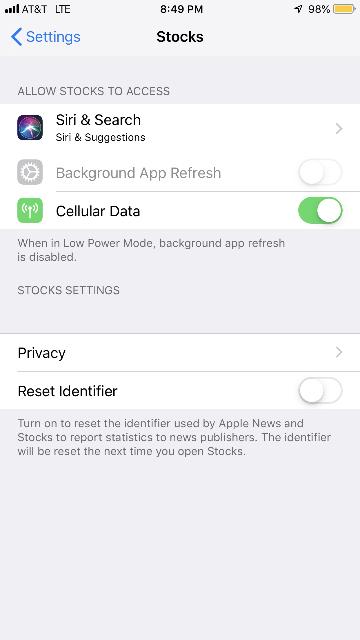 AT&T LTE 8:49 PM 98%
Settings Stocks
ALLOW STOCKS TO ACCESS
Siri & Search
Siri & Suggestions
Background App Refresh
Cellular Data
When in Low Power Mode, background app refresh
is disabled.
STOCKS SETTINGS
Privacy
Reset Identifier
Turn on to reset the identifier used by Apple News and
Stocks to report statistics to news publishers. The identifier
will be reset the next time you open Stocks.